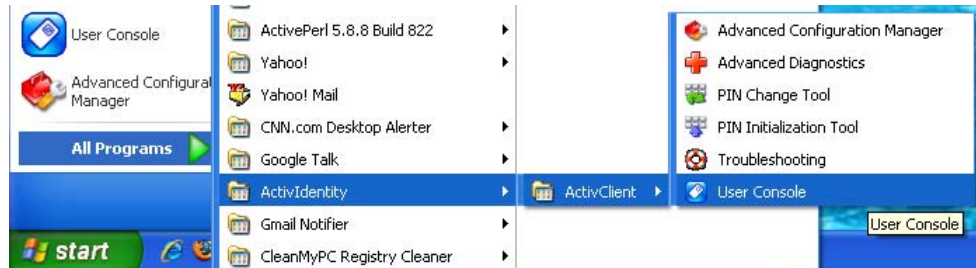 User Console
Advanced Configurat
Manager
All Programs
start
ActivePerl 5.8.8 Build 822
Yahoo!
Yahoo! Mail
CNN.com Desktop Alerter
Google Talk
ActivIdentity
Gmail Notifier
CleanMyPC Registry Cleaner
ActivClient
Advanced Configuration Manager
Advanced Diagnostics
PIN Change Tool
PIN Initialization Tool
Troubleshooting
User Console
User Console